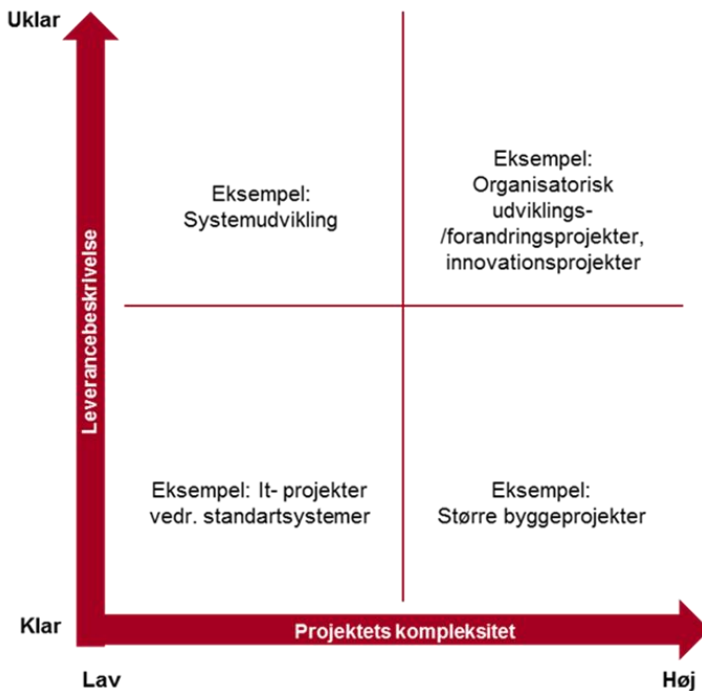 Uklar
Eksempel:
Systemudvikling
Eksempel:
Organisatorisk
udviklings-
/forandringsprojekter,
innovationsprojekter
Leverancebeskrivelse
Eksempel: It- projekter
vedr. standartsystemer
Eksempel:
Større byggeprojekter
Klar
Projektets kompleksitet
Lav
Høj